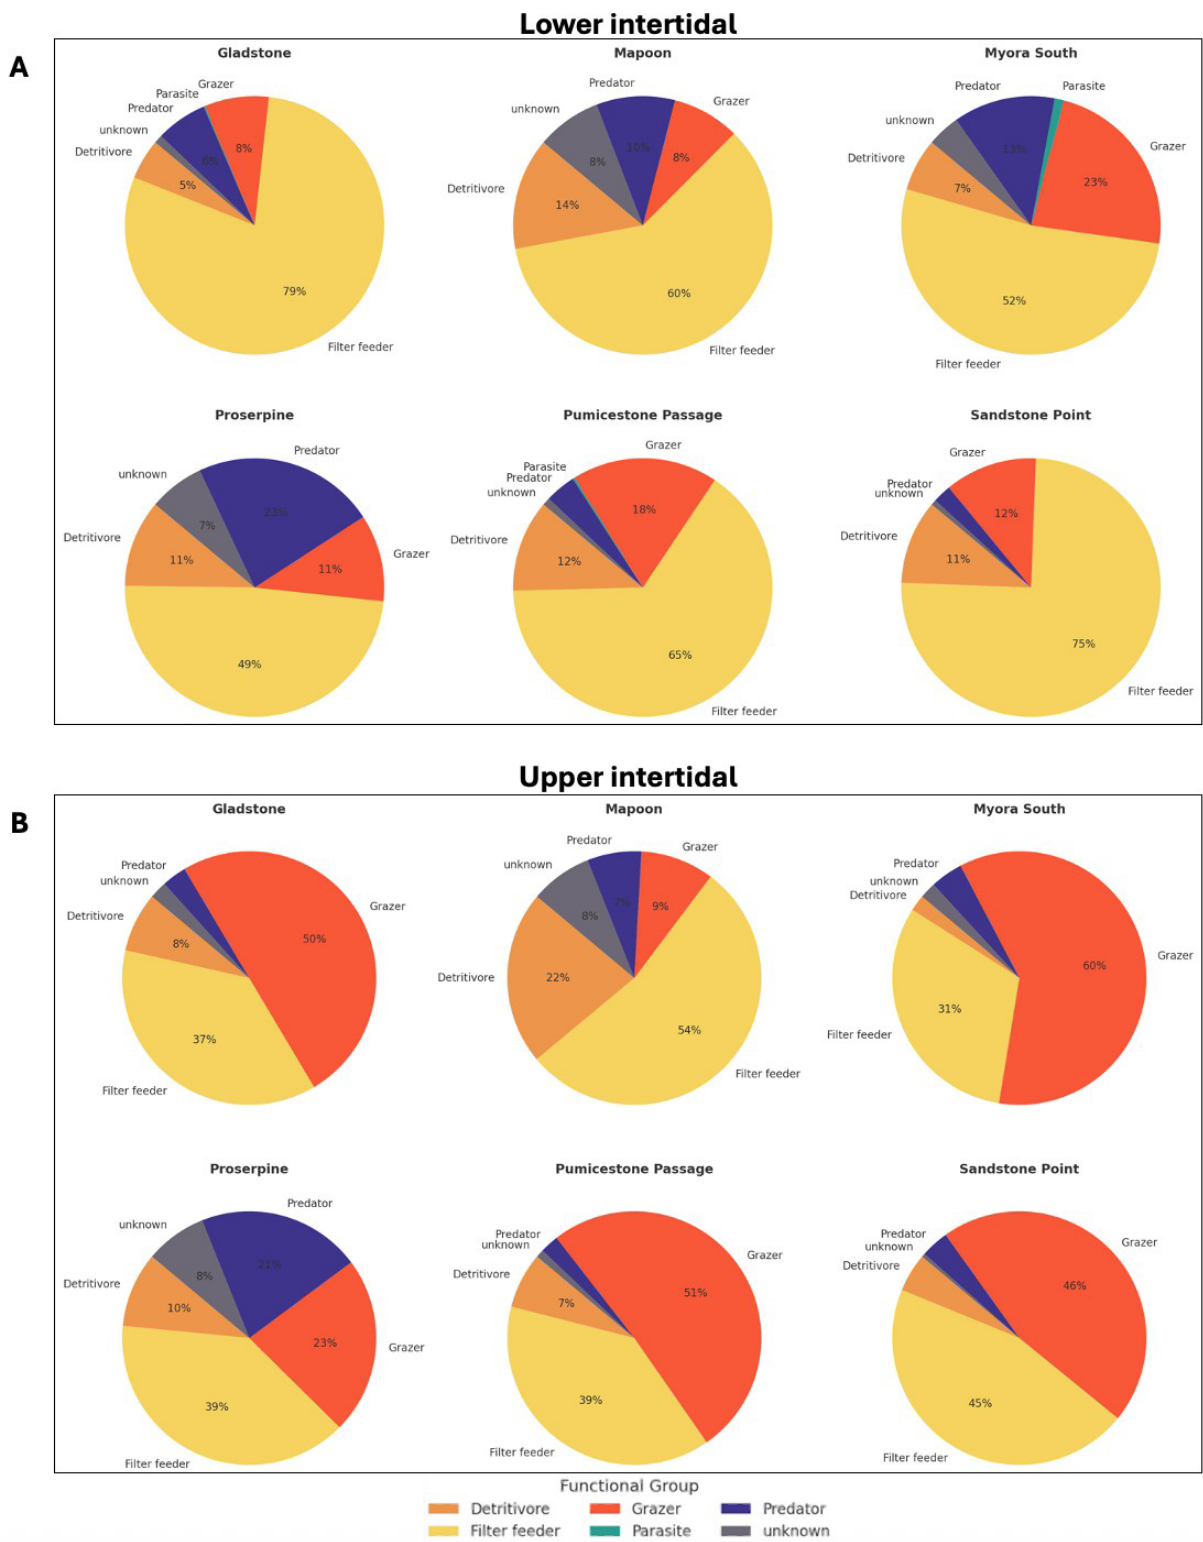 Lower intertidal
A
Gladstone
Mapoon
Myora South
Grazer
Parasite
Predator
unknown
Detritivore
8%
6%
5%
79%
Filter feeder
Predator
unknown
Grazer
Detritivore
10%
8%
8%
14%
60%
Filter feeder
Predator
Parasite
unknown
Grazer
Detritivore
13%
7%
23%
52%
Filter feeder
Proserpine
Pumicestone Passage
Sandstone Point
Predator
unknown
Detritivore
Grazer
23%
7%
11%
11%
49%
Grazer
Parasite
Predator
unknown
Detritivore
18%
12%
65%
Filter feeder
Grazer
Predator
unknown
Detritivore
12%
11%
75%
Filter feeder
Upper intertidal
B
Gladstone
Mapoon
Myora South
Predator
unknown
Detritivore
Grazer
50%
8%
37%
Filter feeder
Predator
Grazer
unknown
Detritivore
7%
9%
8%
22%
54%
Filter feeder
Predator
unknown
Detritivore
Grazer
60%
31%
Filter feeder
Proserpine
Pumicestone Passage
Sandstone Point
Predator
unknown
Detritivore
Grazer
21%
8%
10%
23%
39%
Filter feeder
Predator
unknown
Detritivore
Grazer
51%
7%
39%
Filter feeder
Predator
unknown
Detritivore
Grazer
46%
45%
Filter feeder
Functional Group
Detritivore Grazer Predator
Filter feeder Parasite unknown